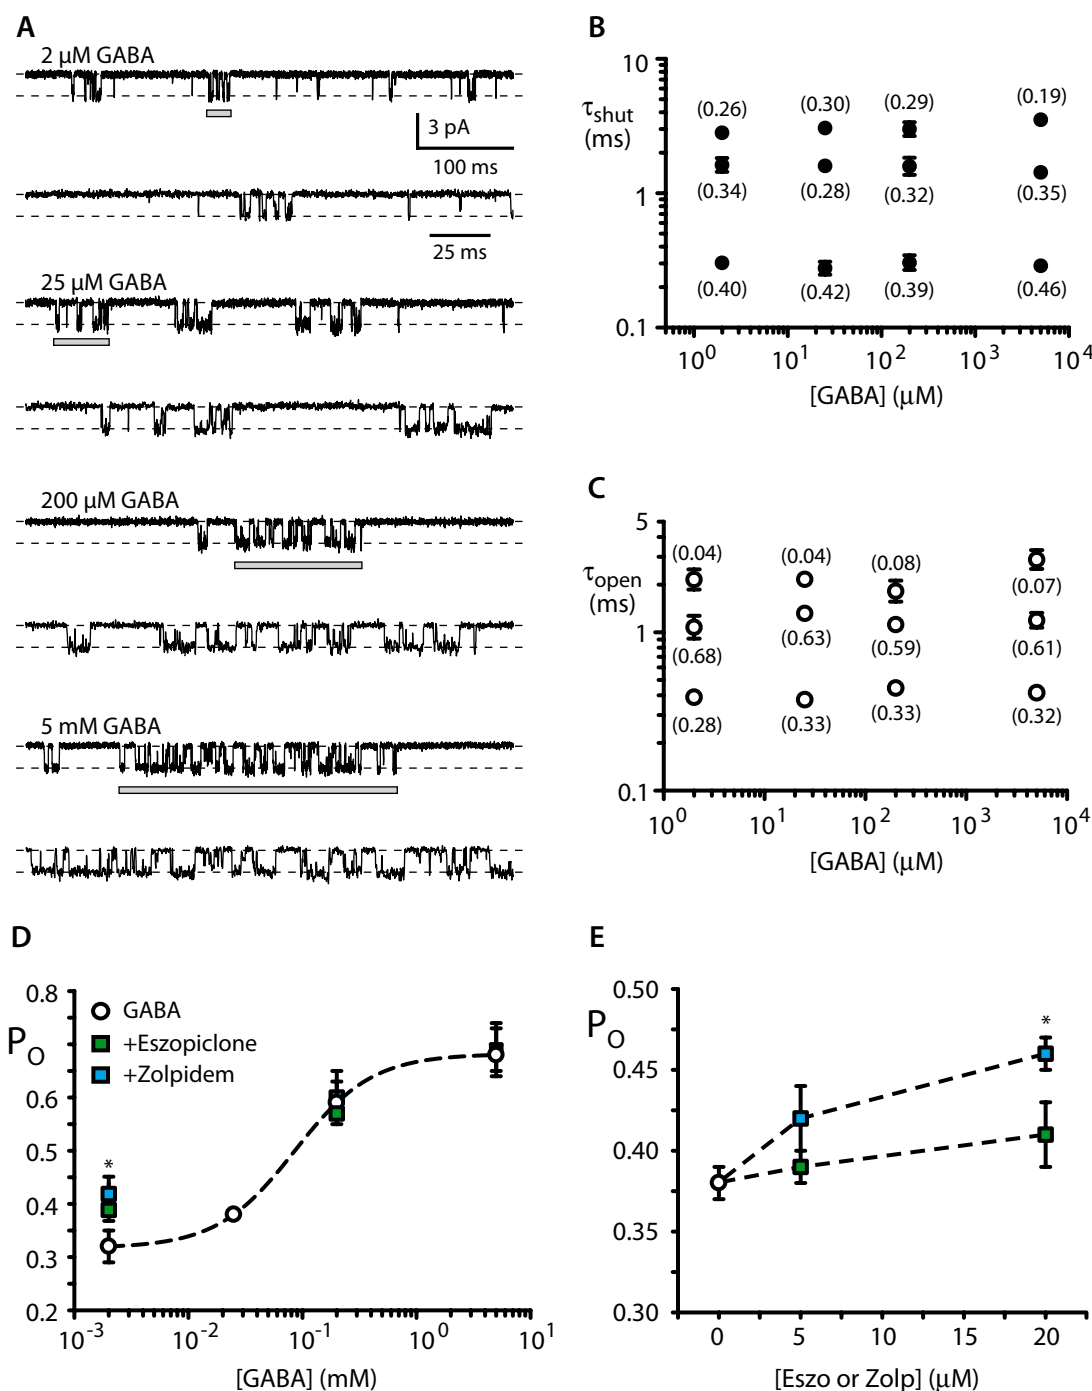 A
2 µM GABA
3 pA
100 ms
25 ms
25 µM GABA
200 µM GABA
5 mM GABA
B
10
1
0.1
τshut
(ms)
(0.26) (0.30) (0.29) (0.19)
(0.34) (0.28) (0.32) (0.35)
(0.40) (0.42) (0.39) (0.46)
10^0 10^1 10^2 10^3 10^4
[GABA] (µM)
C
5
1
0.1
τopen
(ms)
(0.04) (0.04) (0.08) (0.07)
(0.68) (0.63) (0.59) (0.61)
(0.28) (0.33) (0.33) (0.32)
10^0 10^1 10^2 10^3 10^4
[GABA] (µM)
D
0.8
PO
0.6
0.5
0.4
0.3
0.2
GABA
+Eszopiclone
+Zolpidem
*
10^-3 10^-2 10^-1 10^0 10^1
[GABA] (mM)
E
0.50
PO
0.45
0.40
0.35
0.30
*
0 5 10 15 20
[Eszo or Zolp] (µM)